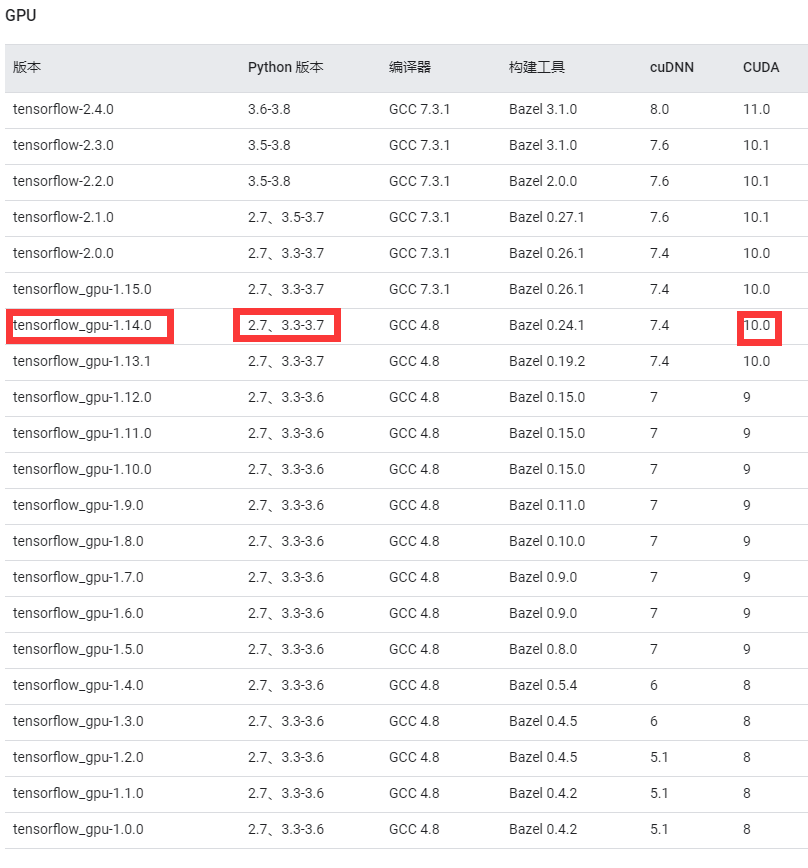 GPU
版本 Python 版本 编译器 构建工具 cuDNN CUDA
tensorflow-2.4.0 3.6-3.8 GCC 7.3.1 Bazel 3.1.0 8.0 11.0
tensorflow-2.3.0 3.5-3.8 GCC 7.3.1 Bazel 3.1.0 7.6 10.1
tensorflow-2.2.0 3.5-3.8 GCC 7.3.1 Bazel 2.0.0 7.6 10.1
tensorflow-2.1.0 2.7、3.5-3.7 GCC 7.3.1 Bazel 0.27.1 7.6 10.1
tensorflow-2.0.0 2.7、3.3-3.7 GCC 7.3.1 Bazel 0.26.1 7.4 10.0
tensorflow_gpu-1.15.0 2.7、3.3-3.7 GCC 7.3.1 Bazel 0.26.1 7.4 10.0
tensorflow_gpu-1.14.0 2.7、3.3-3.7 GCC 4.8 Bazel 0.24.1 7.4 10.0
tensorflow_gpu-1.13.1 2.7、3.3-3.7 GCC 4.8 Bazel 0.19.2 7.4 10.0
tensorflow_gpu-1.12.0 2.7、3.3-3.6 GCC 4.8 Bazel 0.15.0 7 9
tensorflow_gpu-1.11.0 2.7、3.3-3.6 GCC 4.8 Bazel 0.15.0 7 9
tensorflow_gpu-1.10.0 2.7、3.3-3.6 GCC 4.8 Bazel 0.15.0 7 9
tensorflow_gpu-1.9.0 2.7、3.3-3.6 GCC 4.8 Bazel 0.11.0 7 9
tensorflow_gpu-1.8.0 2.7、3.3-3.6 GCC 4.8 Bazel 0.10.0 7 9
tensorflow_gpu-1.7.0 2.7、3.3-3.6 GCC 4.8 Bazel 0.9.0 7 9
tensorflow_gpu-1.6.0 2.7、3.3-3.6 GCC 4.8 Bazel 0.9.0 7 9
tensorflow_gpu-1.5.0 2.7、3.3-3.6 GCC 4.8 Bazel 0.8.0 7 9
tensorflow_gpu-1.4.0 2.7、3.3-3.6 GCC 4.8 Bazel 0.5.4 6 8
tensorflow_gpu-1.3.0 2.7、3.3-3.6 GCC 4.8 Bazel 0.4.5 6 8
tensorflow_gpu-1.2.0 2.7、3.3-3.6 GCC 4.8 Bazel 0.4.5 5.1 8
tensorflow_gpu-1.1.0 2.7、3.3-3.6 GCC 4.8 Bazel 0.4.2 5.1 8
tensorflow_gpu-1.0.0 2.7、3.3-3.6 GCC 4.8 Bazel 0.4.2 5.1 8